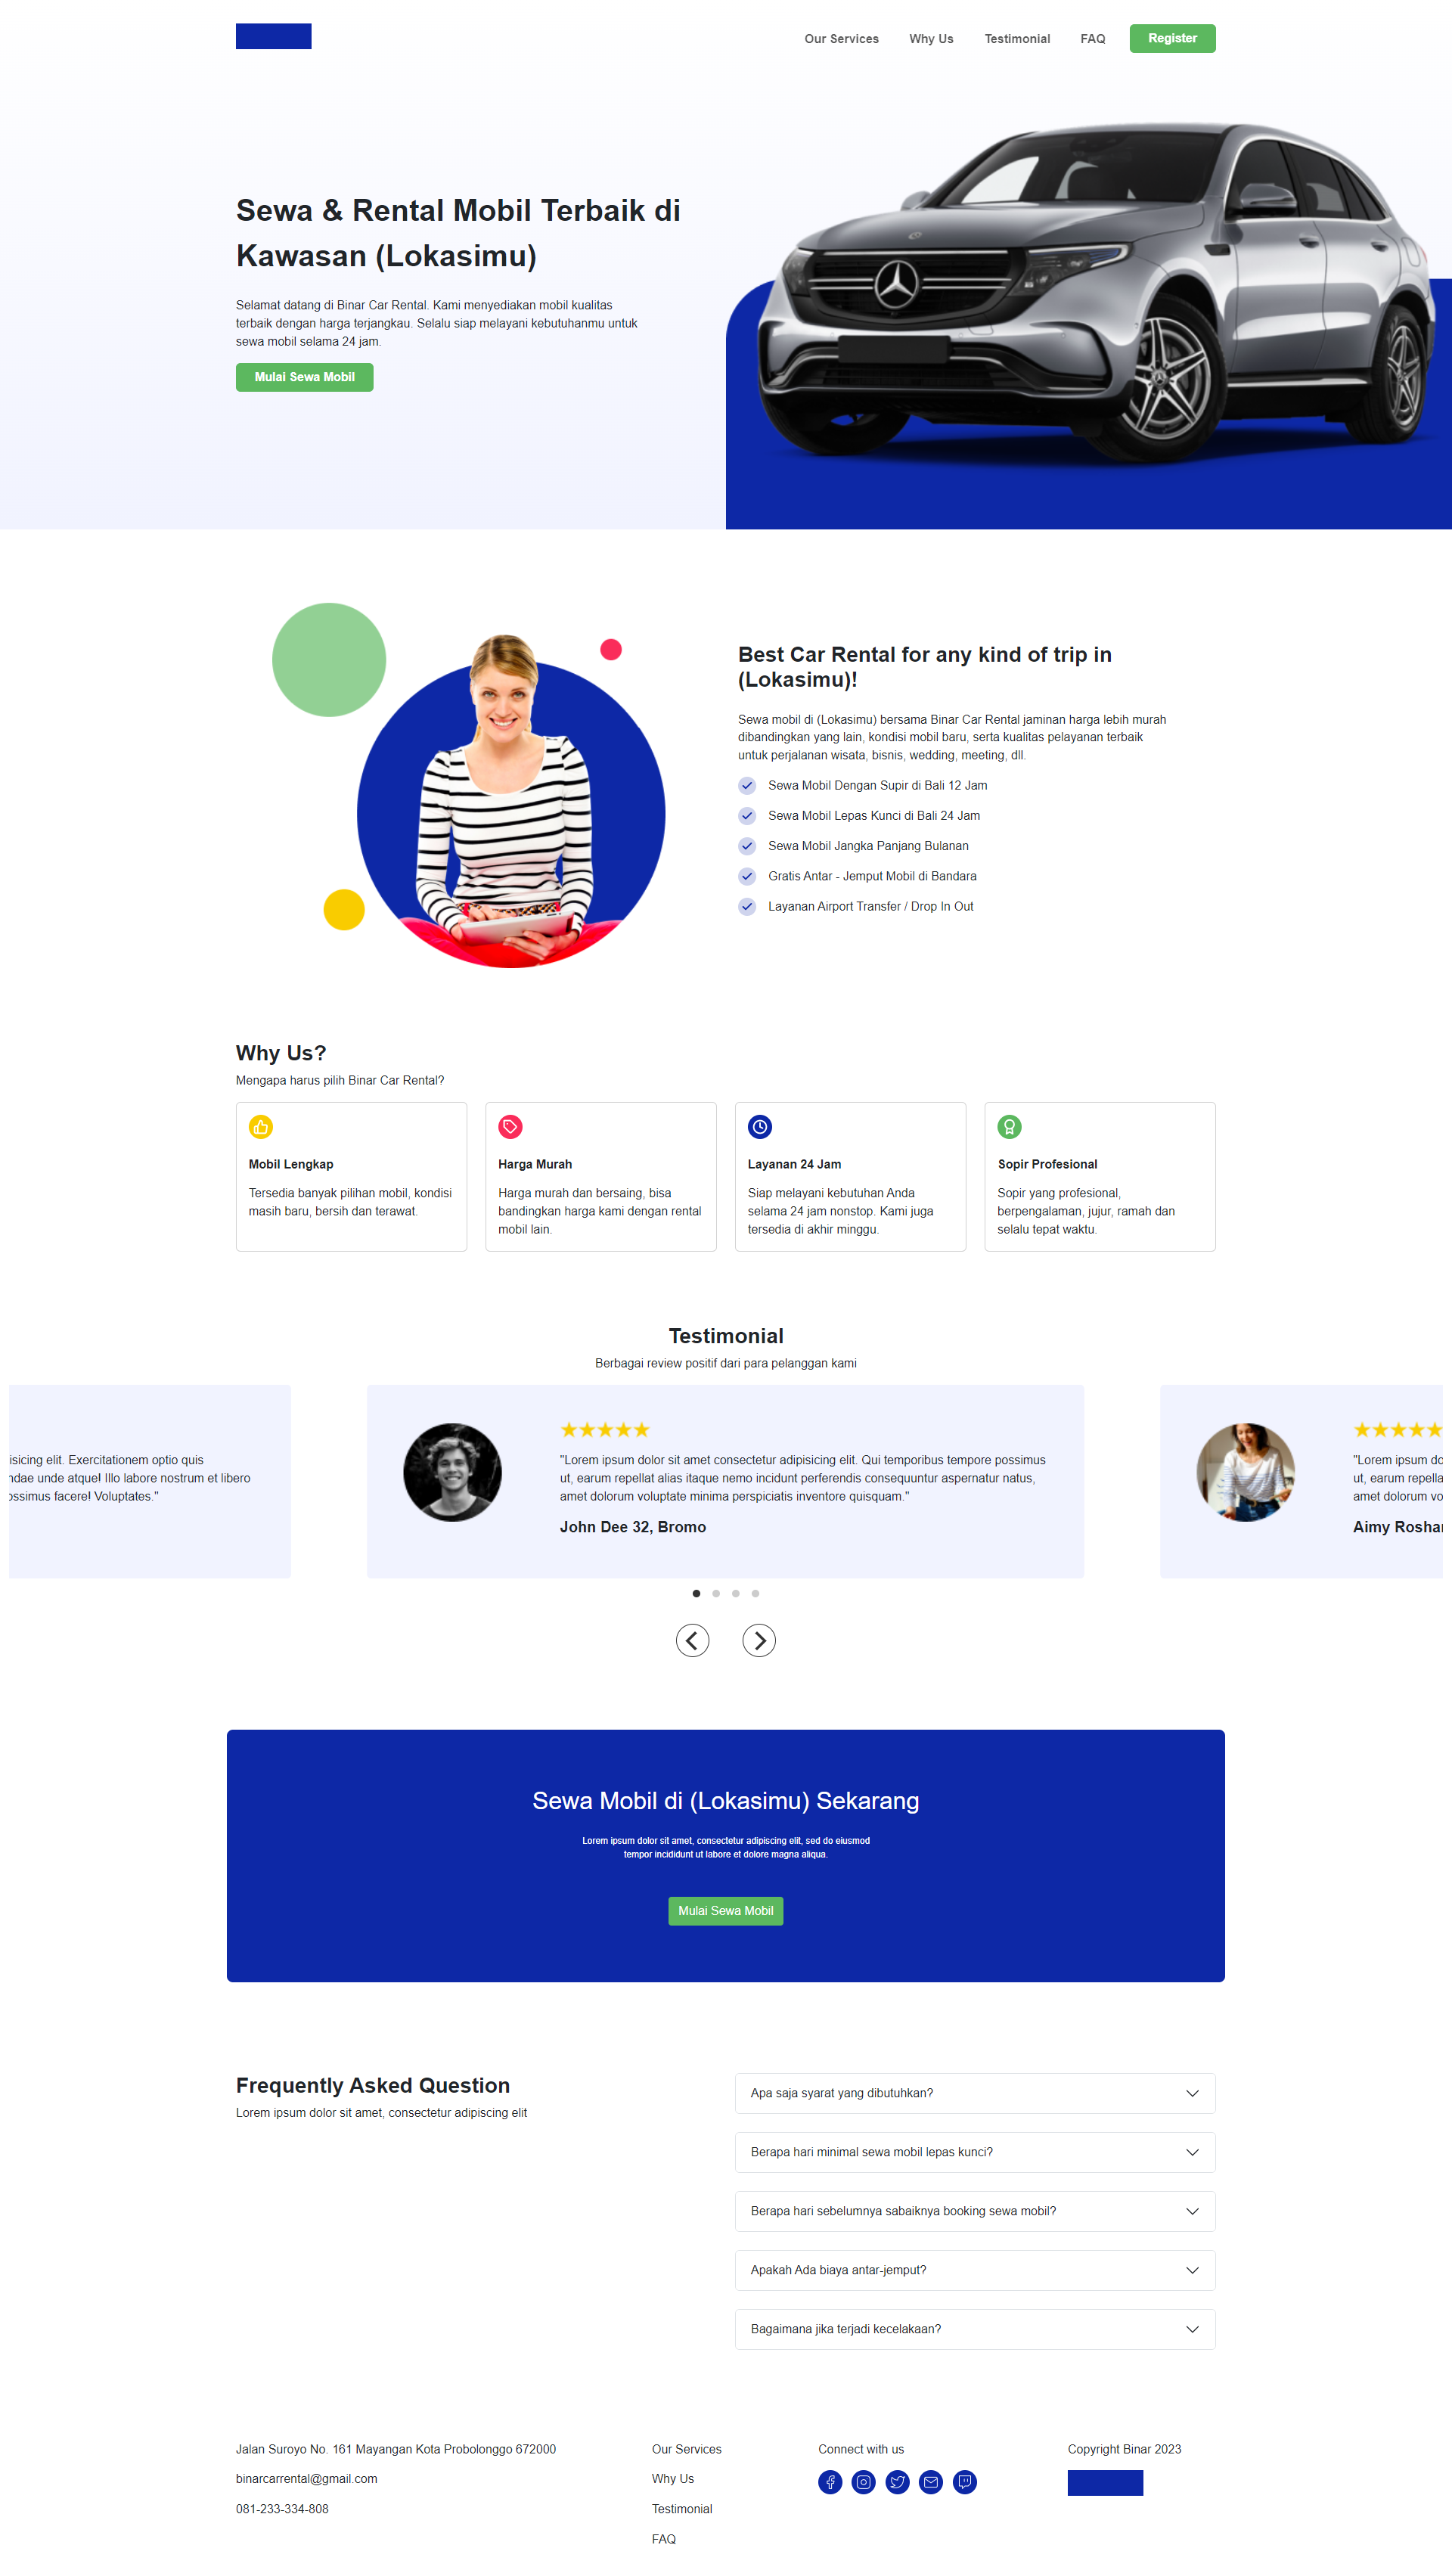 Our Services
Why Us
Testimonial
FAQ
Register
Sewa & Rental Mobil Terbaik di
Kawasan (Lokasimu)
Selamat datang di Binar Car Rental. Kami menyediakan mobil kualitas
terbaik dengan harga terjangkau. Selalu siap melayani kebutuhanmu untuk
sewa mobil selama 24 jam.
Mulai Sewa Mobil
Best Car Rental for any kind of trip in
(Lokasimu)!
Sewa mobil di (Lokasimu) bersama Binar Car Rental jaminan harga lebih murah
dibandingkan yang lain, kondisi mobil baru, serta kualitas pelayanan terbaik
untuk perjalanan wisata, bisnis, wedding, meeting, dll.
Sewa Mobil Dengan Supir di Bali 12 Jam
Sewa Mobil Lepas Kunci di Bali 24 Jam
Sewa Mobil Jangka Panjang Bulanan
Gratis Antar - Jemput Mobil di Bandara
Layanan Airport Transfer / Drop In Out
Why Us?
Mengapa harus pilih Binar Car Rental?
Mobil Lengkap
Tersedia banyak pilihan mobil, kondisi
masih baru, bersih dan terawat.
Harga Murah
Harga murah dan bersaing, bisa
bandingkan harga kami dengan rental
mobil lain.
Layanan 24 Jam
Siap melayani kebutuhan Anda
selama 24 jam nonstop. Kami juga
tersedia di akhir minggu.
Sopir Profesional
Sopir yang profesional,
berpengalaman, jujur, ramah dan
selalu tepat waktu.
Testimonial
Berbagai review positif dari para pelanggan kami
isicing elit. Exercitationem optio quis
ndae unde atque! Illo labore nostrum et libero
ossimus facere! Voluptates."
"Lorem ipsum dolor sit amet consectetur adipisicing elit. Qui temporibus tempore possimus
ut, earum repellat alias itaque nemo incidunt perferendis consequuntur aspernatur natus,
amet dolorum voluptate minima perspiciatis inventore quisquam."
John Dee 32, Bromo
"Lorem ipsum do
ut, earum repella
amet dolorum vo
Aimy Roshan
Sewa Mobil di (Lokasimu) Sekarang
Lorem ipsum dolor sit amet, consectetur adipiscing elit, sed do eiusmod
tempor incididunt ut labore et dolore magna aliqua.
Mulai Sewa Mobil
Frequently Asked Question
Lorem ipsum dolor sit amet, consectetur adipiscing elit
Apa saja syarat yang dibutuhkan?
Berapa hari minimal sewa mobil lepas kunci?
Berapa hari sebelumnya sabaiknya booking sewa mobil?
Apakah Ada biaya antar-jemput?
Bagaimana jika terjadi kecelakaan?
Jalan Suroyo No. 161 Mayangan Kota Probolonggo 672000
binarcarrental@gmail.com
081-233-334-808
Our Services
Why Us
Testimonial
FAQ
Connect with us
Copyright Binar 2023